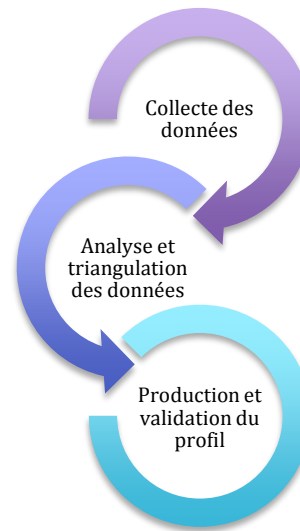 Collecte des
données
Analyse et
triangulation
des données
Production et
validation du
profil